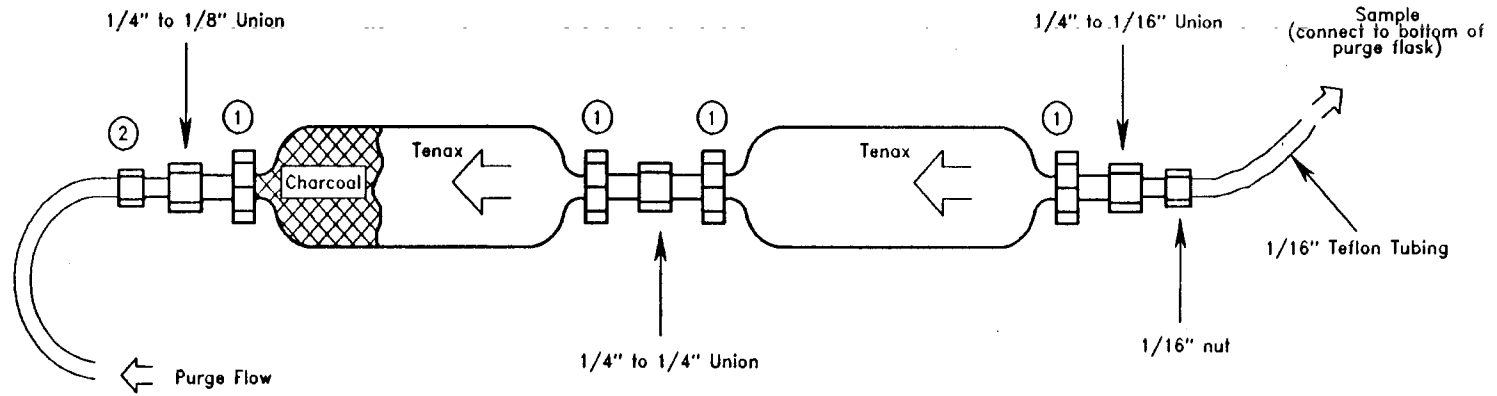 1/4" to 1/8" Union
1/4" to 1/16" Union
Sample
(connect to bottom of
purge flask)
2
1
1
1
1
Tenax
Tenax
Charcoal
1/16" Teflon Tubing
1/4" to 1/4" Union
1/16" nut
Purge Flow